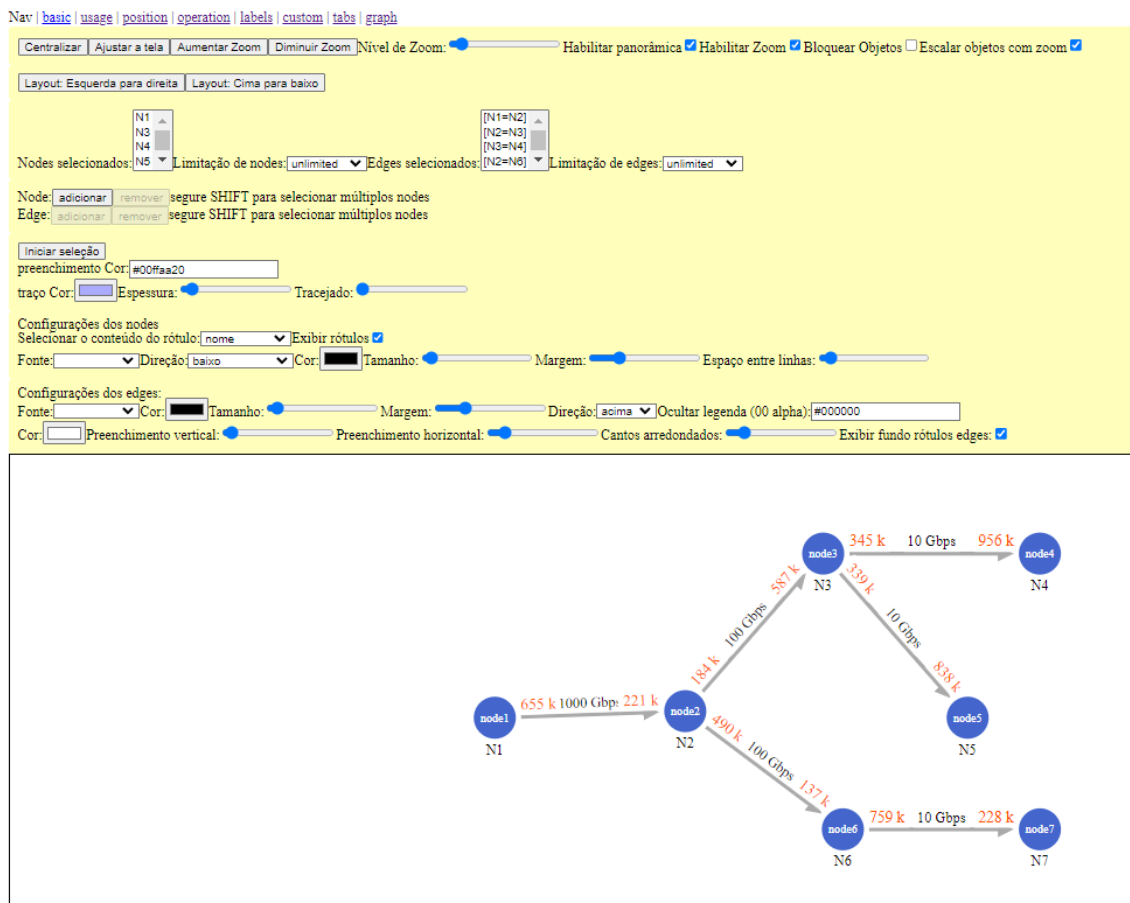 Nav | basic | usage | position | operation | labels | custom | tabs | graph
Centralizar Ajustar a tela Aumentar Zoom Diminuir Zoom Nível de Zoom: Habilitar panorâmica Habilitar Zoom Bloquear Objetos Escalar objetos com zoom
Layout: Esquerda para direita Layout: Cima para baixo
N1
N3
N4
N5
[N1=N2]
[N2=N3]
[N3=N4]
[N2=N6]
Nodes selecionados: Limitação de nodes: unlimited Edges selecionados: Limitação de edges: unlimited
Node: adicionar remover segure SHIFT para selecionar múltiplos nodes
Edge: adicionar remover segure SHIFT para selecionar múltiplos nodes
Iniciar seleção
preenchimento Cor: #00ffaa20
traço Cor: Espessura: Tracejado:
Configurações dos nodes
Selecionar o conteúdo do rótulo: nome Exibir rótulos
Fonte: Direção: baixo Cor: Tamanho: Margem: Espaço entre linhas:
Configurações dos edges:
Fonte: Cor: Tamanho: Margem: Direção: acima Ocultar legenda (00 alpha): #000000
Cor: Preenchimento vertical: Preenchimento horizontal: Cantos arredondados: Exibir fundo rótulos edges:
345 k 10 Gbps 956 k
node3
node4
N3
N4
587 k
100 Gbps
184 k
339 k
10 Gbps
838 k
655 k 1000 Gbps 221 k
node1
node2
node5
N1
N2
N5
490 k
100 Gbps
137 k
759 k 10 Gbps 228 k
node6
node7
N6
N7